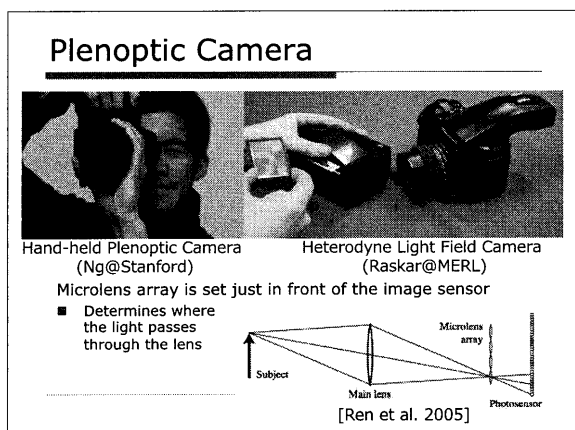 Plenoptic Camera
Hand-held Plenoptic Camera
(Ng@Stanford)
Heterodyne Light Field Camera
(Raskar@MERL)
Microlens array is set just in front of the image sensor
■ Determines where
the light passes
through the lens
Microlens
array
Subject
Main lens
Photosensor
[Ren et al. 2005]